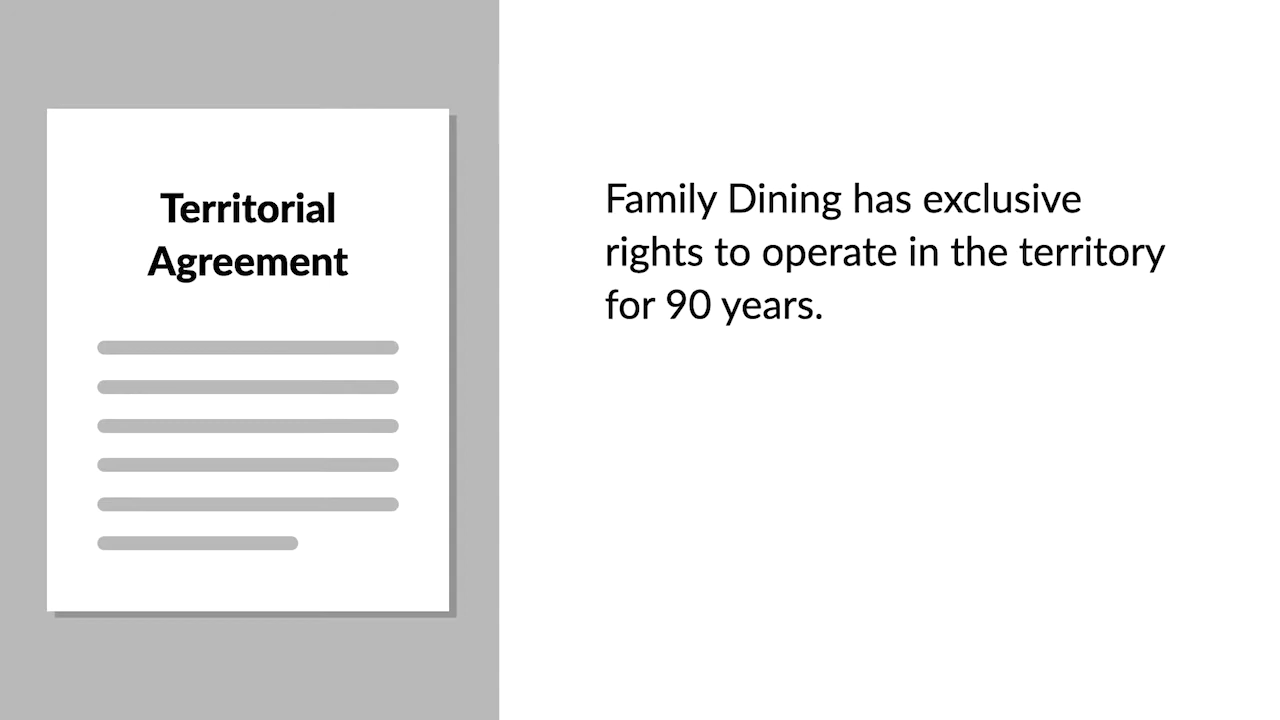 Territorial
Agreement
Family Dining has exclusive
rights to operate in the territory
for 90 years.